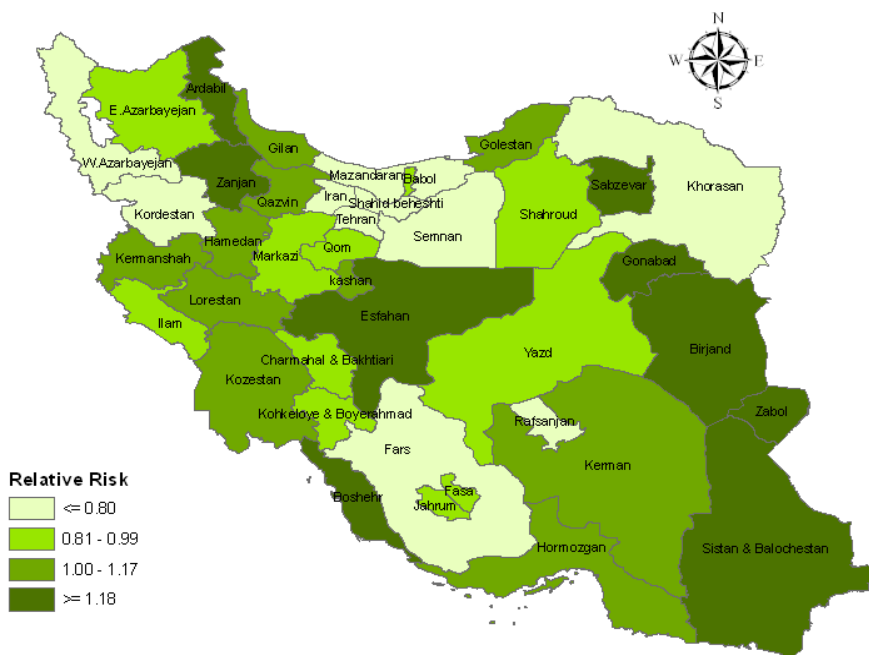 N
W E
S
Ardabil
E.Azarbayejan
Gilan
Golestan
W.Azarbayejan
Mazandaran
Babol
Zanjan
Sabzevar
Khorasan
Iran
Qazvin
Shahid-beheshti
Kordestan
Shahroud
Tehran
Semnan
Hamedan
Qom
Markazi
Kermanshah
Gonabad
kashan
Lorestan
Esfahan
Ilam
Birjand
Yazd
Charmahal & Bakhtiari
Kozestan
Zabol
Kohkeloye & Boyerahmad
Rafsanjan
Fars
Kerman
Fasa
Boshehr
Jahrum
Hormozgan
Sistan & Balochestan
Relative Risk
<= 0.80
0.81 - 0.99
1.00 - 1.17
>= 1.18